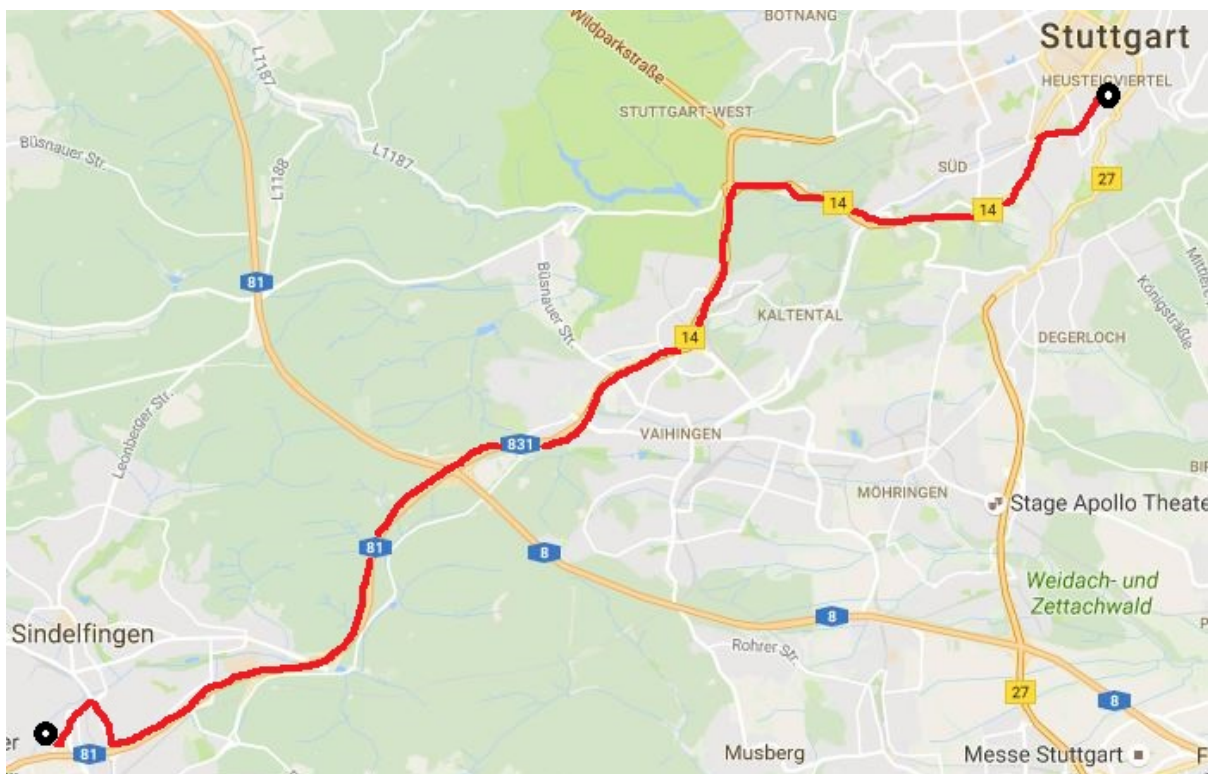 BOTNANG
Wildparkstraße
Stuttgart
L1187
HEUSTEIGVIERTEL
STUTTGART-WEST
Büsnauer Str.
L1188
L1187
SÜD
27
14
14
81
Büsnauer Str.
Königsträße
KALTENTAL
14
DEGERLOCH
Leonberger Str.
831
VAIHINGEN
MÖHRINGEN
Stage Apollo Theate
81
8
Weidach- und
Zettachwald
8
Sindelfingen
Rohrer Str.
27
8
81
Musberg
Messe Stuttgart